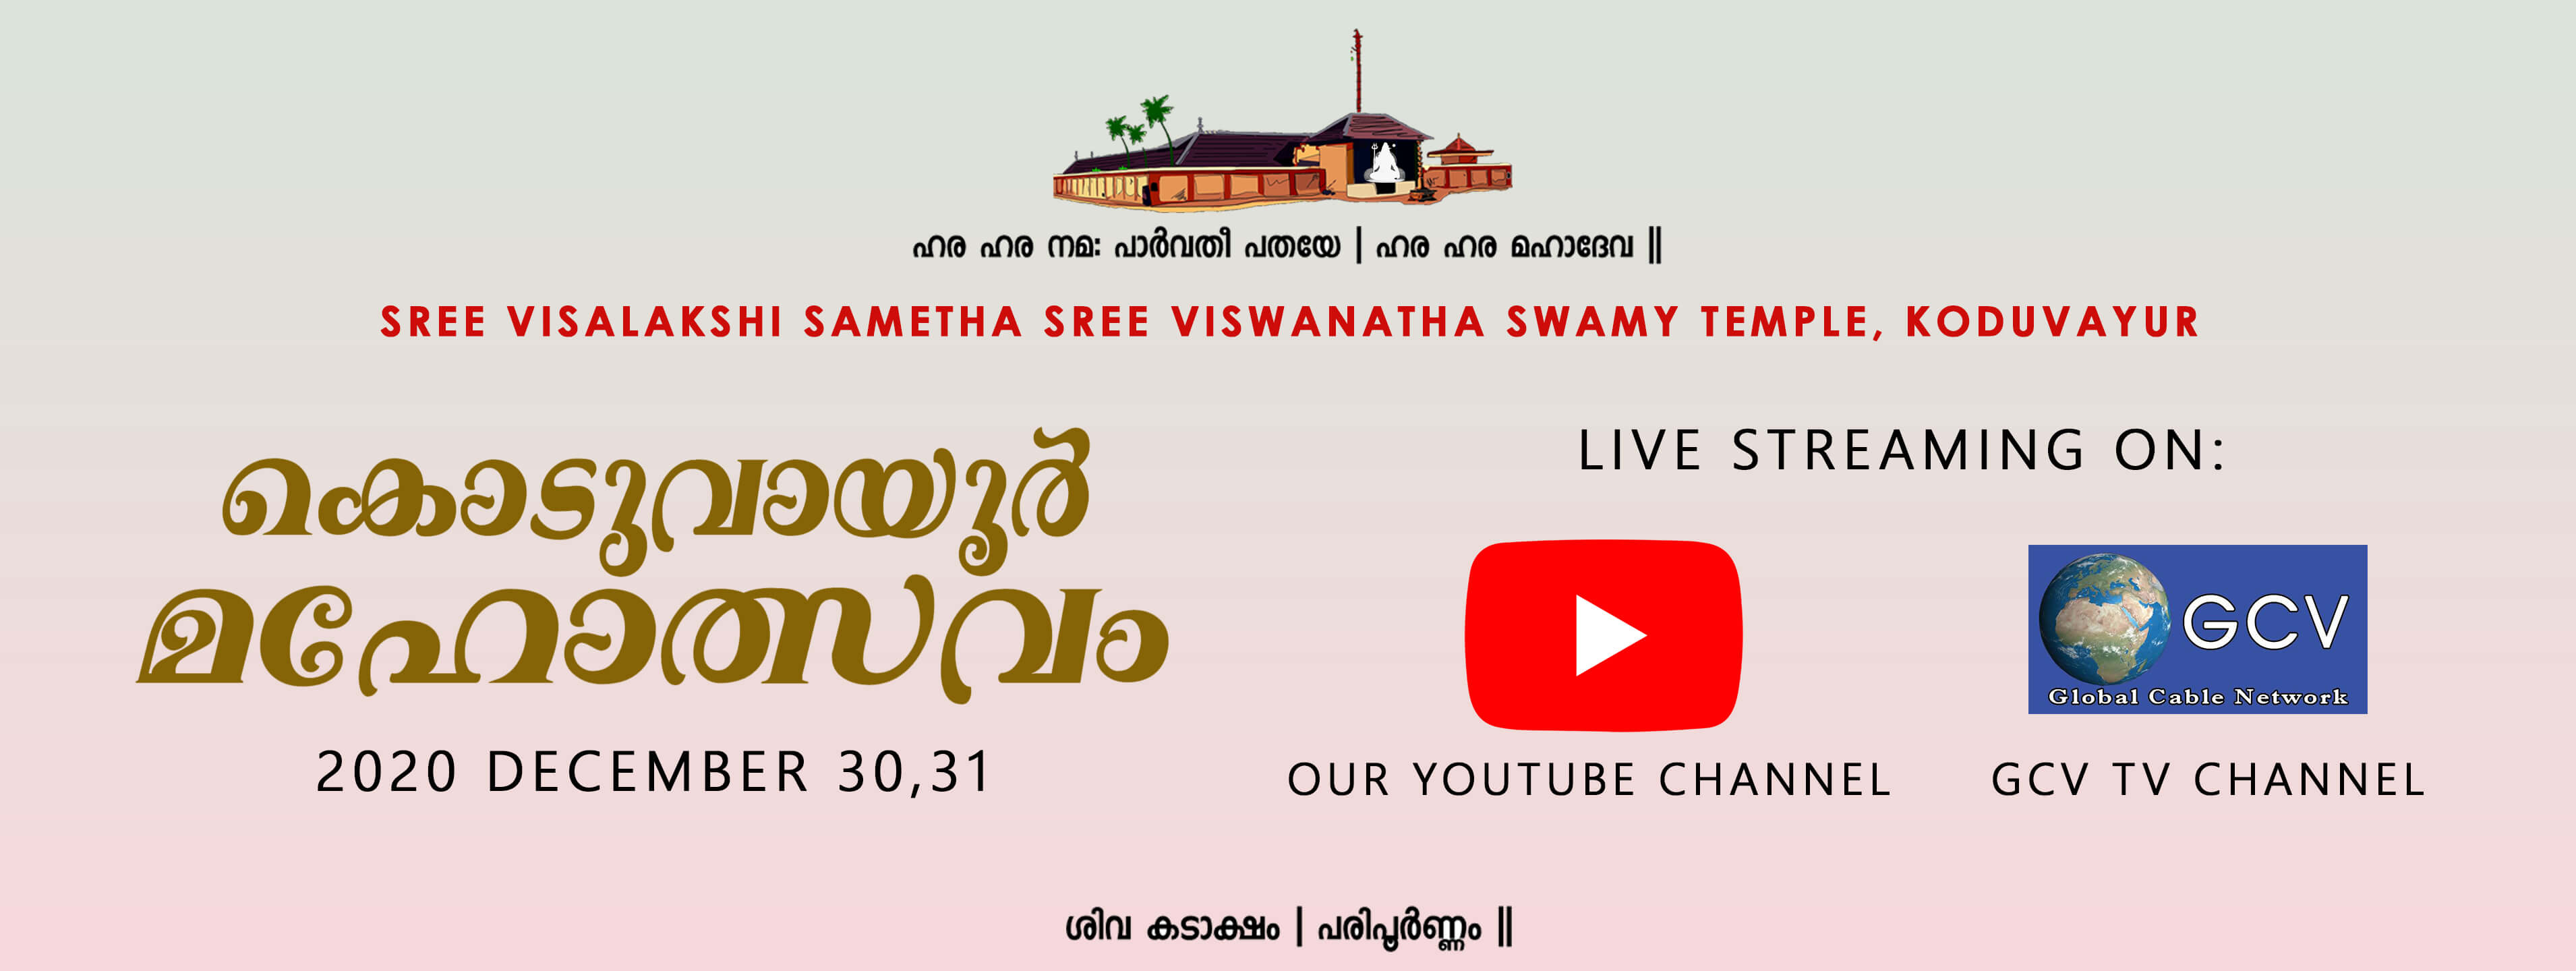 ഹര ഹര നമഃ പാർവതീ പതയേ | ഹര ഹര മഹാദേവ ||
SREE VISALAKSHI SAMETHA SREE VISWANATHA SWAMY TEMPLE, KODUVAYUR
കൊടുവായൂർ
മഹോത്സവം
2020 DECEMBER 30,31
LIVE STREAMING ON:
GCV
Global Cable Network
OUR YOUTUBE CHANNEL
GCV TV CHANNEL
ശിവ കടാക്ഷം | പരിപൂർണ്ണം ||